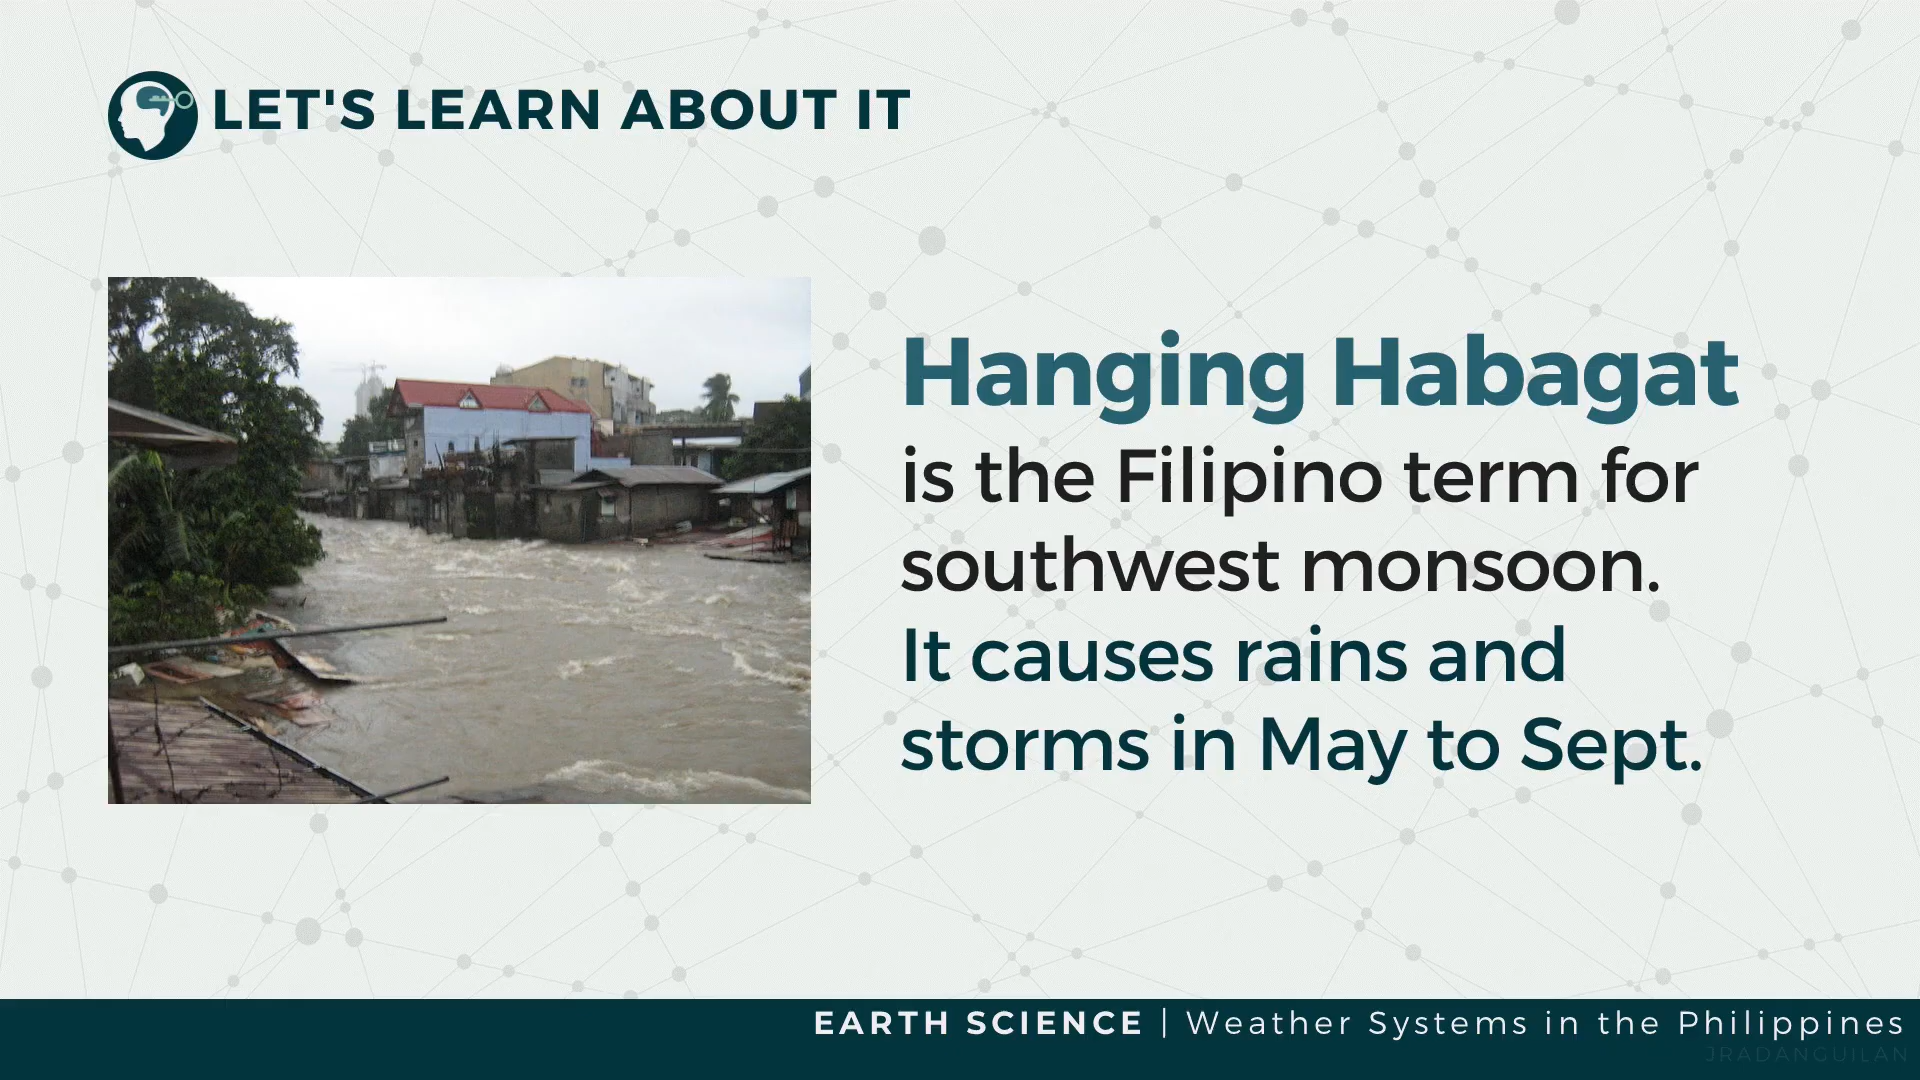 LET'S LEARN ABOUT IT
Hanging Habagat
is the Filipino term for
southwest monsoon.
It causes rains and
storms in May to Sept.
EARTH SCIENCE | Weather Systems in the Philippines
JRADANGUILAN